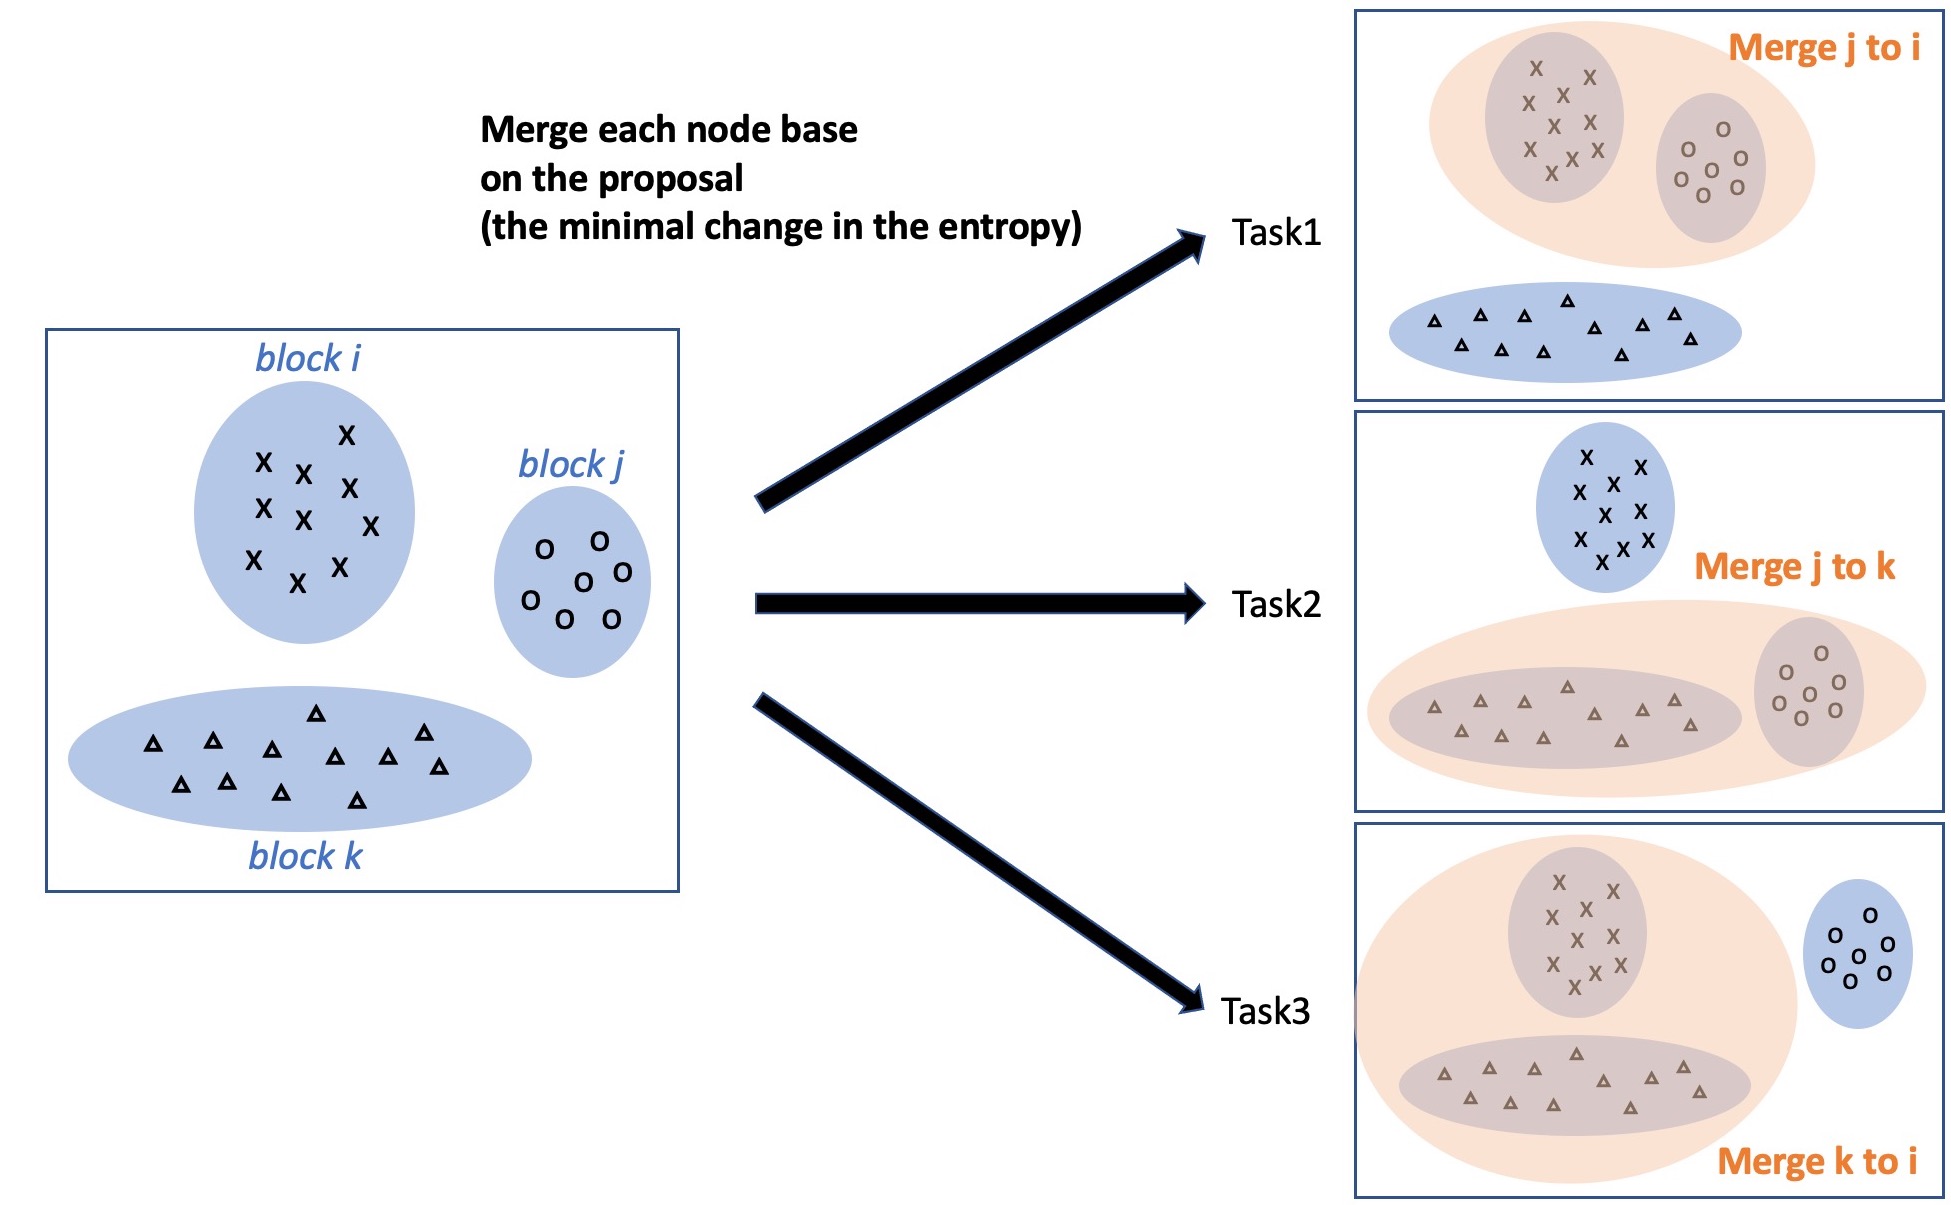 Merge each node base
on the proposal
(the minimal change in the entropy)
block i
block j
block k
Task1
Task2
Task3
Merge j to i
Merge j to k
Merge k to i